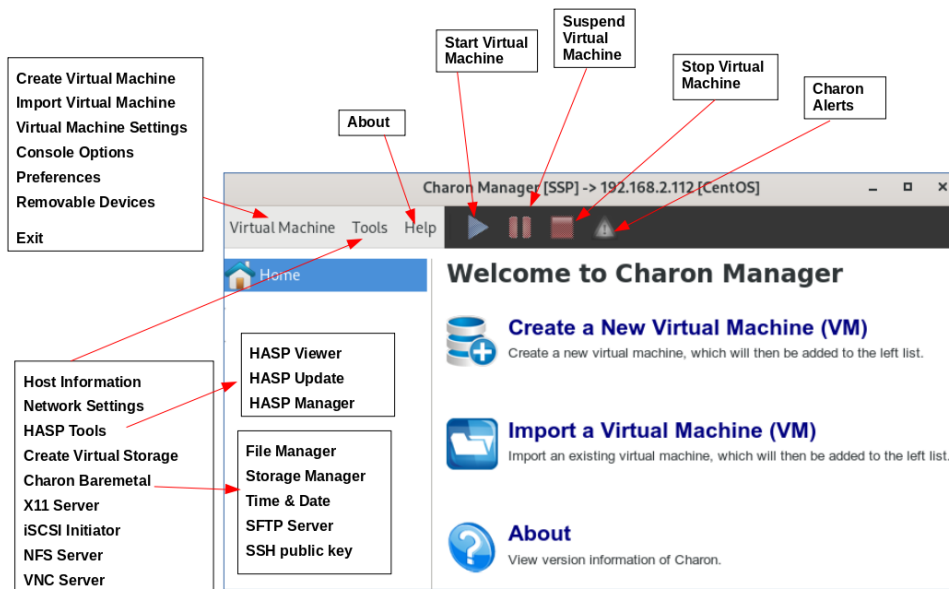 Create Virtual Machine
Import Virtual Machine
Virtual Machine Settings
Console Options
Preferences
Removable Devices
Exit
About
Start Virtual
Machine
Suspend
Virtual
Machine
Stop Virtual
Machine
Charon
Alerts
Charon Manager [SSP] -> 192.168.2.112 [CentOS]
Virtual Machine Tools Help
Home
Welcome to Charon Manager
Create a New Virtual Machine (VM)
Create a new virtual machine, which will then be added to the left list.
Import a Virtual Machine (VM)
Import an existing virtual machine, which will then be added to the left list.
About
View version information of Charon.
Host Information
Network Settings
HASP Tools
Create Virtual Storage
Charon Baremetal
X11 Server
iSCSI Initiator
NFS Server
VNC Server
HASP Viewer
HASP Update
HASP Manager
File Manager
Storage Manager
Time & Date
SFTP Server
SSH public key